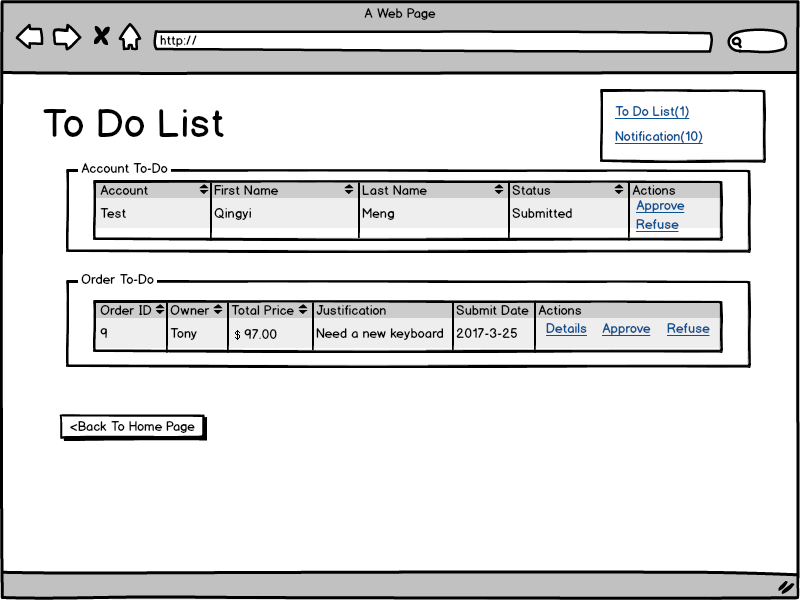 A Web Page
http://
To Do List
To Do List(1)
Notification(10)
Account To-Do
Account First Name Last Name Status Actions
Test Qingyi Meng Submitted Approve
Refuse
Order To-Do
Order ID Owner Total Price Justification Submit Date Actions
9 Tony $ 97.00 Need a new keyboard 2017-3-25 Details Approve Refuse
<Back To Home Page